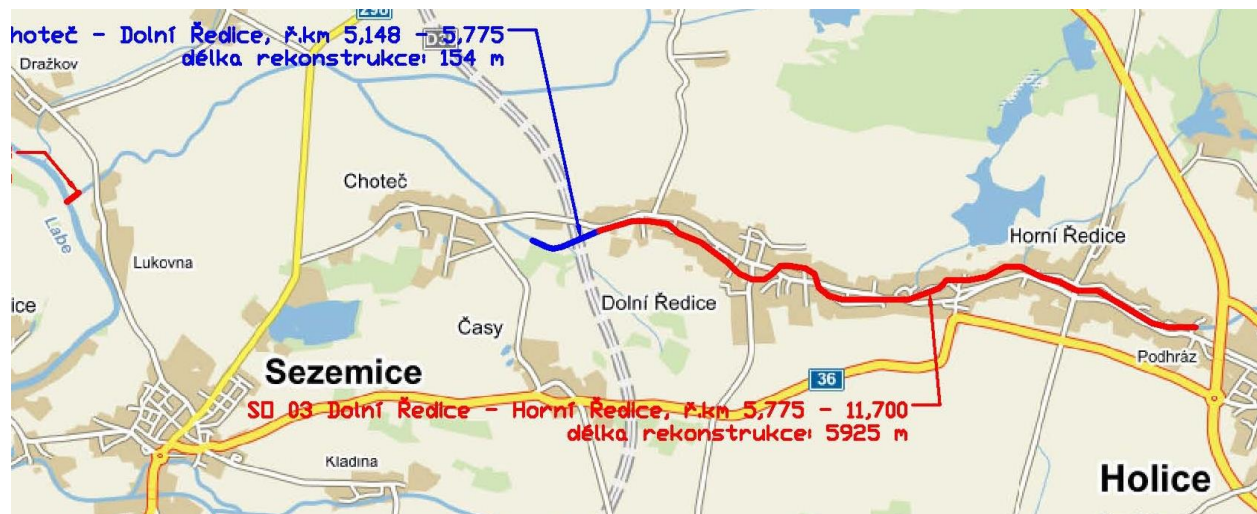 298
hoteč - Dolní Ředice, ř.km 5,148 - 5,775
délka rekonstrukce: 154 m
Dražkov
Choteč
Labe
Lukovna
Horní Ředice
ice
Dolní Ředice
Časy
Podhráz
Sezemice
36
SO 03 Dolní Ředice - Horní Ředice, ř.km 5,775 - 11,700
délka rekonstrukce: 5925 m
Kladina
Holice